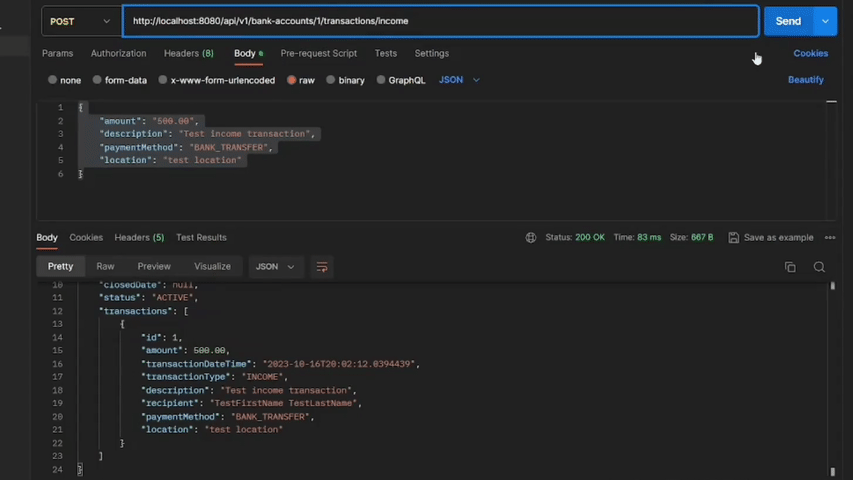 POST http://localhost:8080/api/v1/bank-accounts/1/transactions/income Send
Params Authorization Headers (8) Body Pre-request Script Tests Settings Cookies
none form-data x-www-form-urlencoded raw binary GraphQL JSON Beautify
1 {
2 "amount": "500.00",
3 "description": "Test income transaction",
4 "paymentMethod": "BANK_TRANSFER",
5 "location": "test location"
6 }
Body Cookies Headers (5) Test Results Status: 200 OK Time: 83 ms Size: 667 B Save as example
Pretty Raw Preview Visualize JSON
10 "closedDate": null,
11 "status": "ACTIVE",
12 "transactions": [
13 {
14 "id": 1,
15 "amount": 500.00,
16 "transactionDateTime": "2023-10-16T20:02:12.0394439",
17 "transactionType": "INCOME",
18 "description": "Test income transaction",
19 "recipient": "TestFirstName TestLastName",
20 "paymentMethod": "BANK_TRANSFER",
21 "location": "test location"
22 }
23 ]
24 }